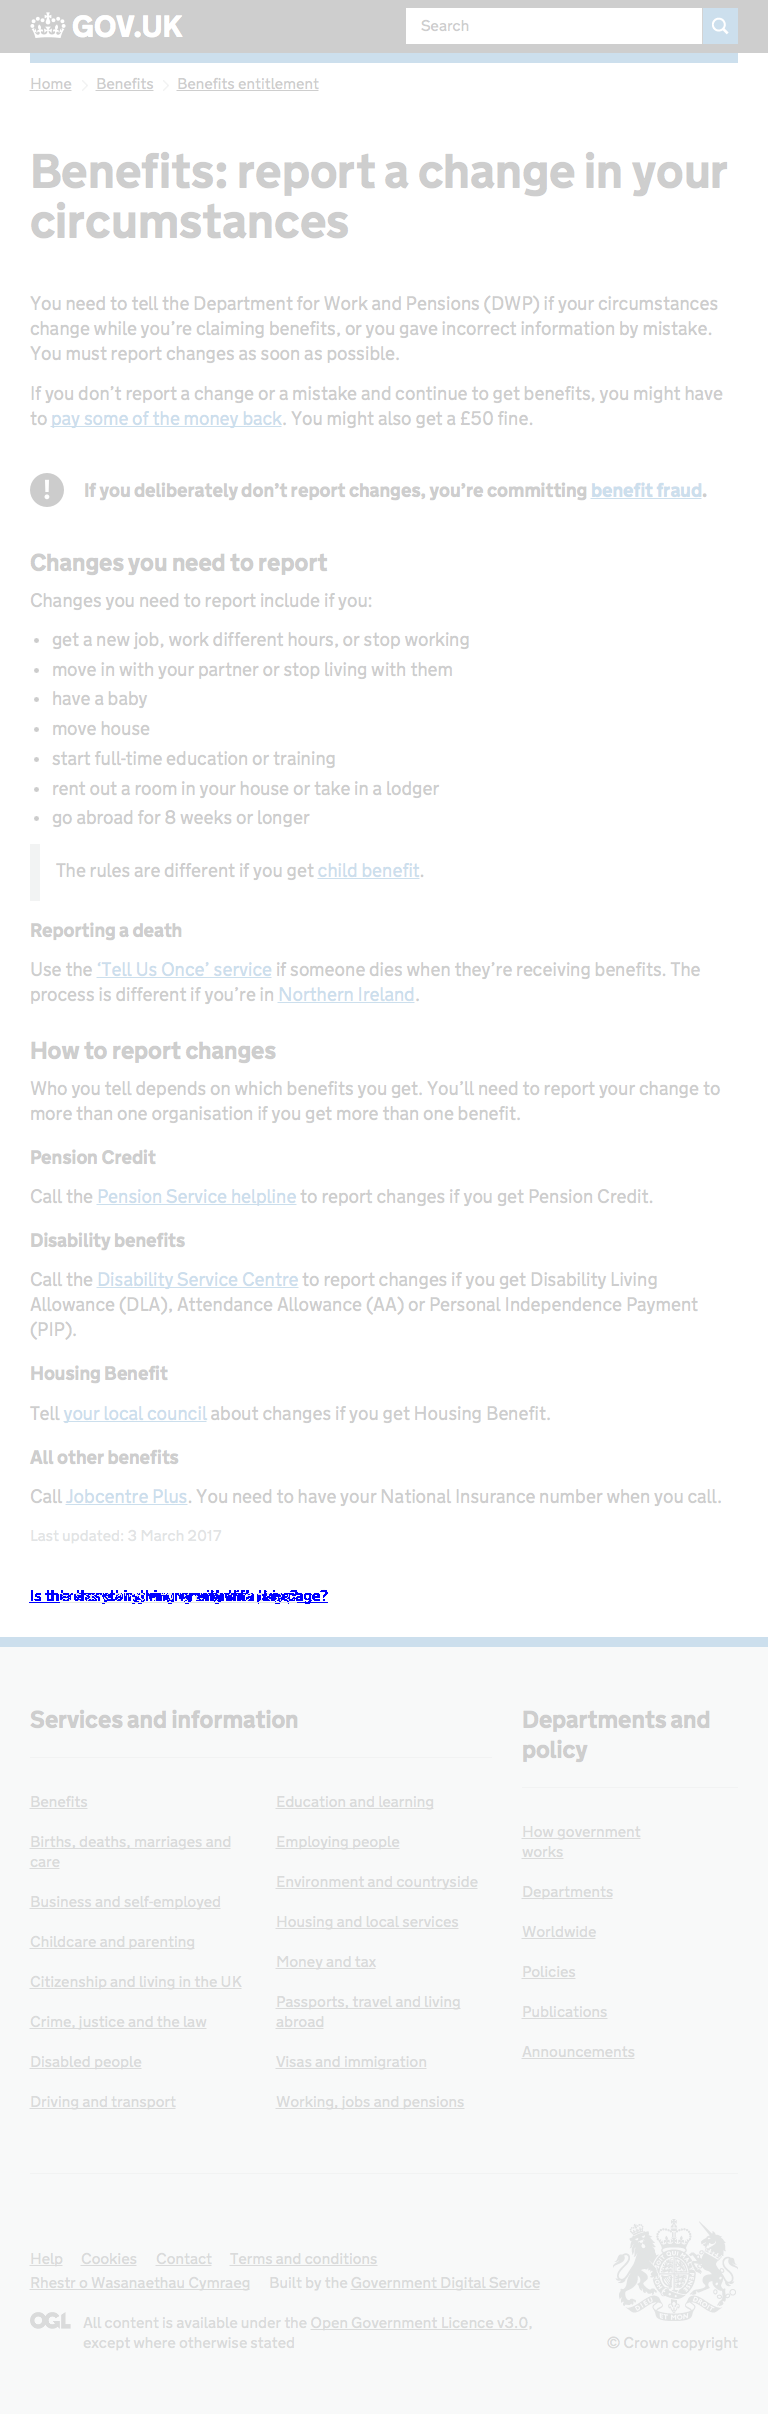 GOV.UK
Search
Home
Benefits
Benefits entitlement
Benefits: report a change in your
circumstances
You need to tell the Department for Work and Pensions (DWP) if your circumstances
change while you’re claiming benefits, or you gave incorrect information by mistake.
You must report changes as soon as possible.
If you don’t report a change or a mistake and continue to get benefits, you might have
to pay some of the money back. You might also get a £50 fine.
! If you deliberately don’t report changes, you’re committing benefit fraud.
Changes you need to report
Changes you need to report include if you:
• get a new job, work different hours, or stop working
• move in with your partner or stop living with them
• have a baby
• move house
• start full-time education or training
• rent out a room in your house or take in a lodger
• go abroad for 8 weeks or longer
The rules are different if you get child benefit.
Reporting a death
Use the ‘Tell Us Once’ service if someone dies when they’re receiving benefits. The
process is different if you’re in Northern Ireland.
How to report changes
Who you tell depends on which benefits you get. You’ll need to report your change to
more than one organisation if you get more than one benefit.
Pension Credit
Call the Pension Service helpline to report changes if you get Pension Credit.
Disability benefits
Call the Disability Service Centre to report changes if you get Disability Living
Allowance (DLA), Attendance Allowance (AA) or Personal Independence Payment
(PIP).
Housing Benefit
Tell your local council about changes if you get Housing Benefit.
All other benefits
Call Jobcentre Plus. You need to have your National Insurance number when you call.
Last updated: 3 March 2017
Services and information
Benefits
Births, deaths, marriages and
care
Business and self-employed
Childcare and parenting
Citizenship and living in the UK
Crime, justice and the law
Disabled people
Driving and transport
Education and learning
Employing people
Environment and countryside
Housing and local services
Money and tax
Passports, travel and living
abroad
Visas and immigration
Working, jobs and pensions
Departments and
policy
How government
works
Departments
Worldwide
Policies
Publications
Announcements
Help
Cookies
Contact
Terms and conditions
Rhestr o Wasanaethau Cymraeg
Built by the Government Digital Service
OGL
All content is available under the Open Government Licence v3.0,
except where otherwise stated
© Crown copyright